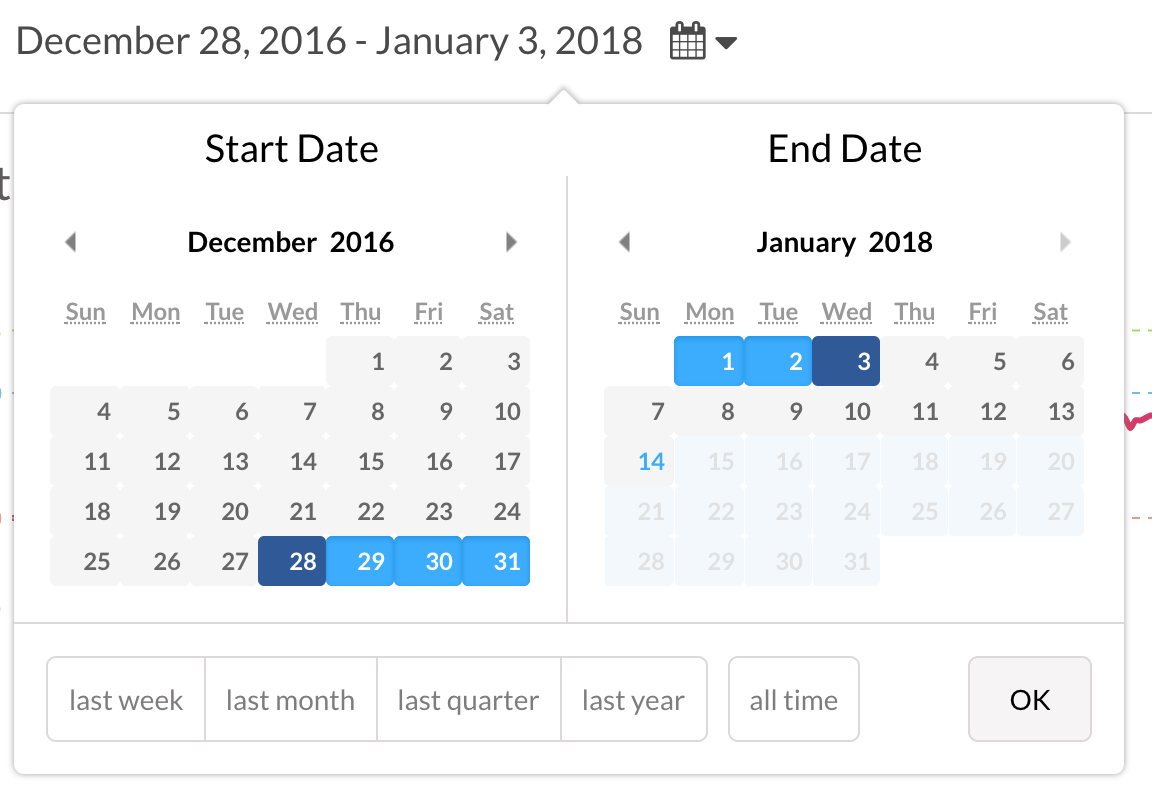 December 28, 2016 - January 3, 2018
Start Date
December 2016
Sun Mon Tue Wed Thu Fri Sat
1 2 3
4 5 6 7 8 9 10
11 12 13 14 15 16 17
18 19 20 21 22 23 24
25 26 27 28 29 30 31
End Date
January 2018
Sun Mon Tue Wed Thu Fri Sat
1 2 3 4 5 6
7 8 9 10 11 12 13
14 15 16 17 18 19 20
21 22 23 24 25 26 27
28 29 30 31
last week last month last quarter last year all time OK